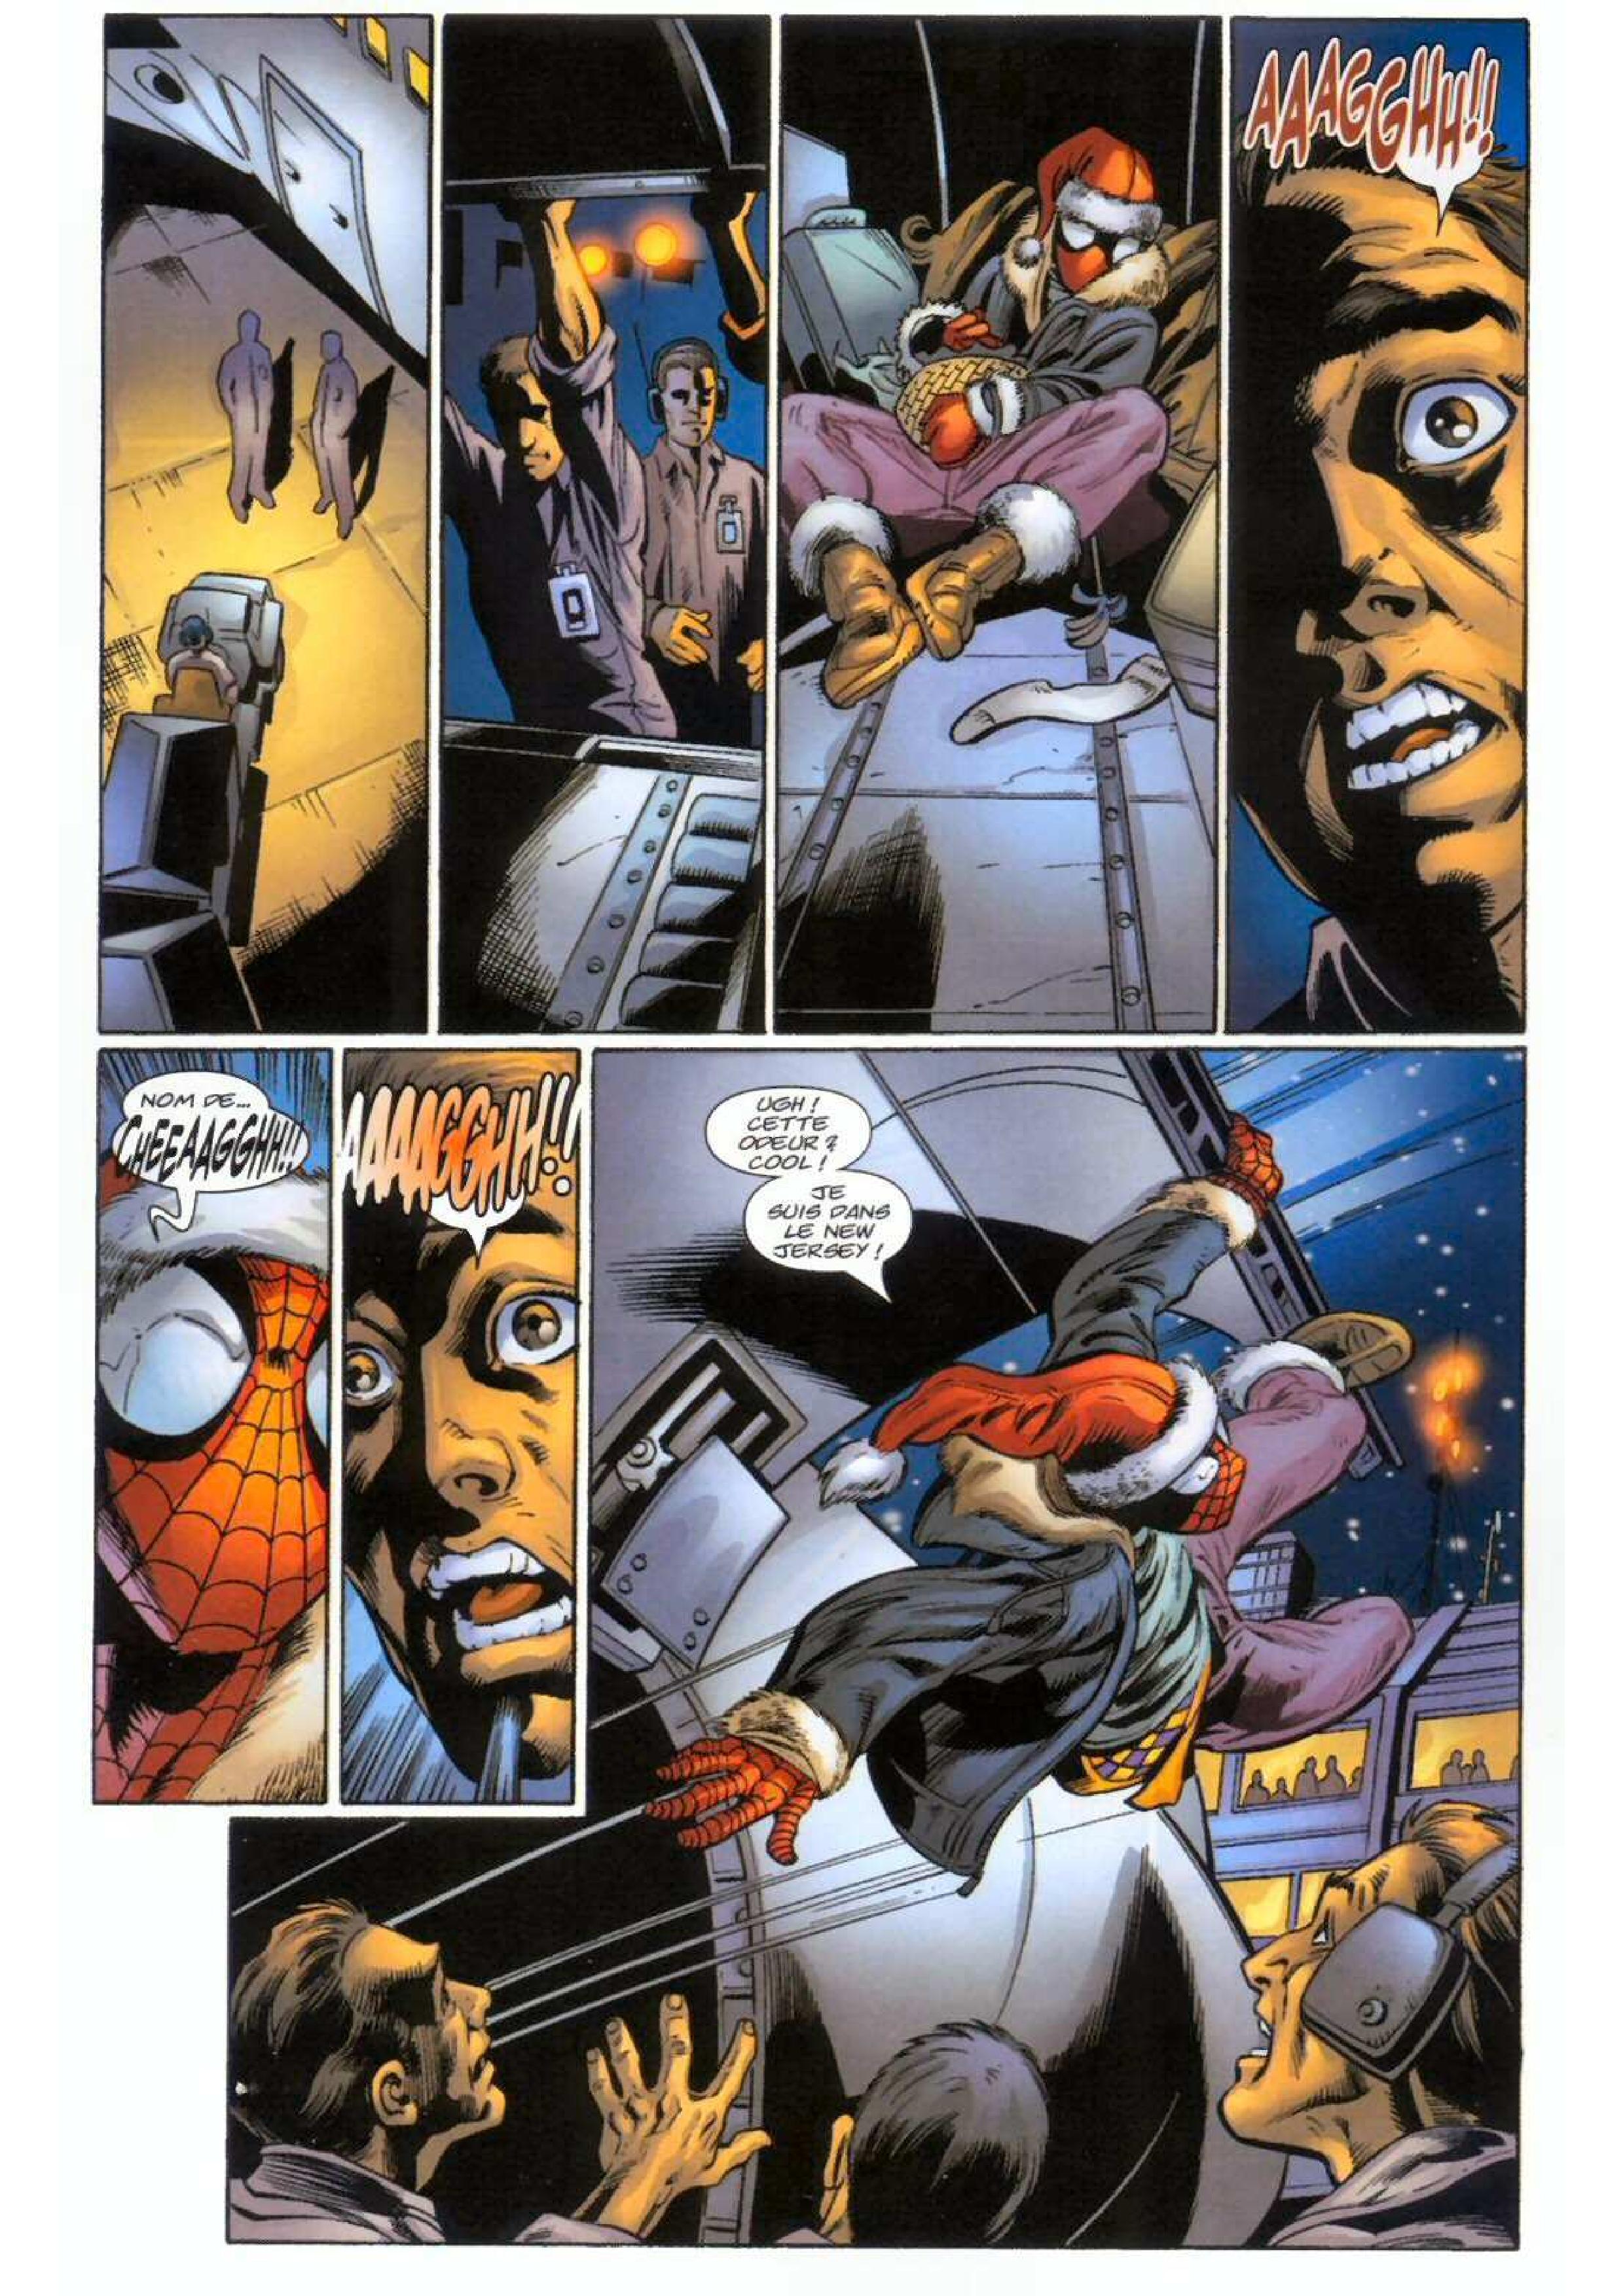 AAAGGHH!!
NOM DE...
CHEEAAGGHH!!
AAAAGGHH!!
UGH !
CETTE
ODEUR ?
COOL !
JE
SUIS DANS
LE NEW
JERSEY !